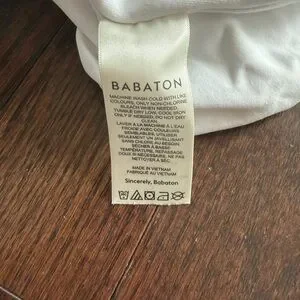 BABATON
MACHINE WASH COLD WITH LIKE
COLOURS, ONLY NON-CHLORINE
BLEACH WHEN NEEDED.
TUMBLE DRY LOW, COOL IRON
ONLY IF NEEDED. DO NOT DRY
CLEAN.
LAVER À LA MACHINE À L'EAU
FROIDE AVEC COULEURS
SEMBLABLES, UTILISER
SEULEMENT UN JAVELLISANT
SANS CHLORE AU BESOIN.
SÉCHER À BASSE
TEMPÉRATURE, REPASSAGE
DOUX SI NÉCESSAIRE, NE PAS
NETTOYER À SEC.
MADE IN VIETNAM
FABRIQUÉ AU VIETNAM
Sincerely, Babaton